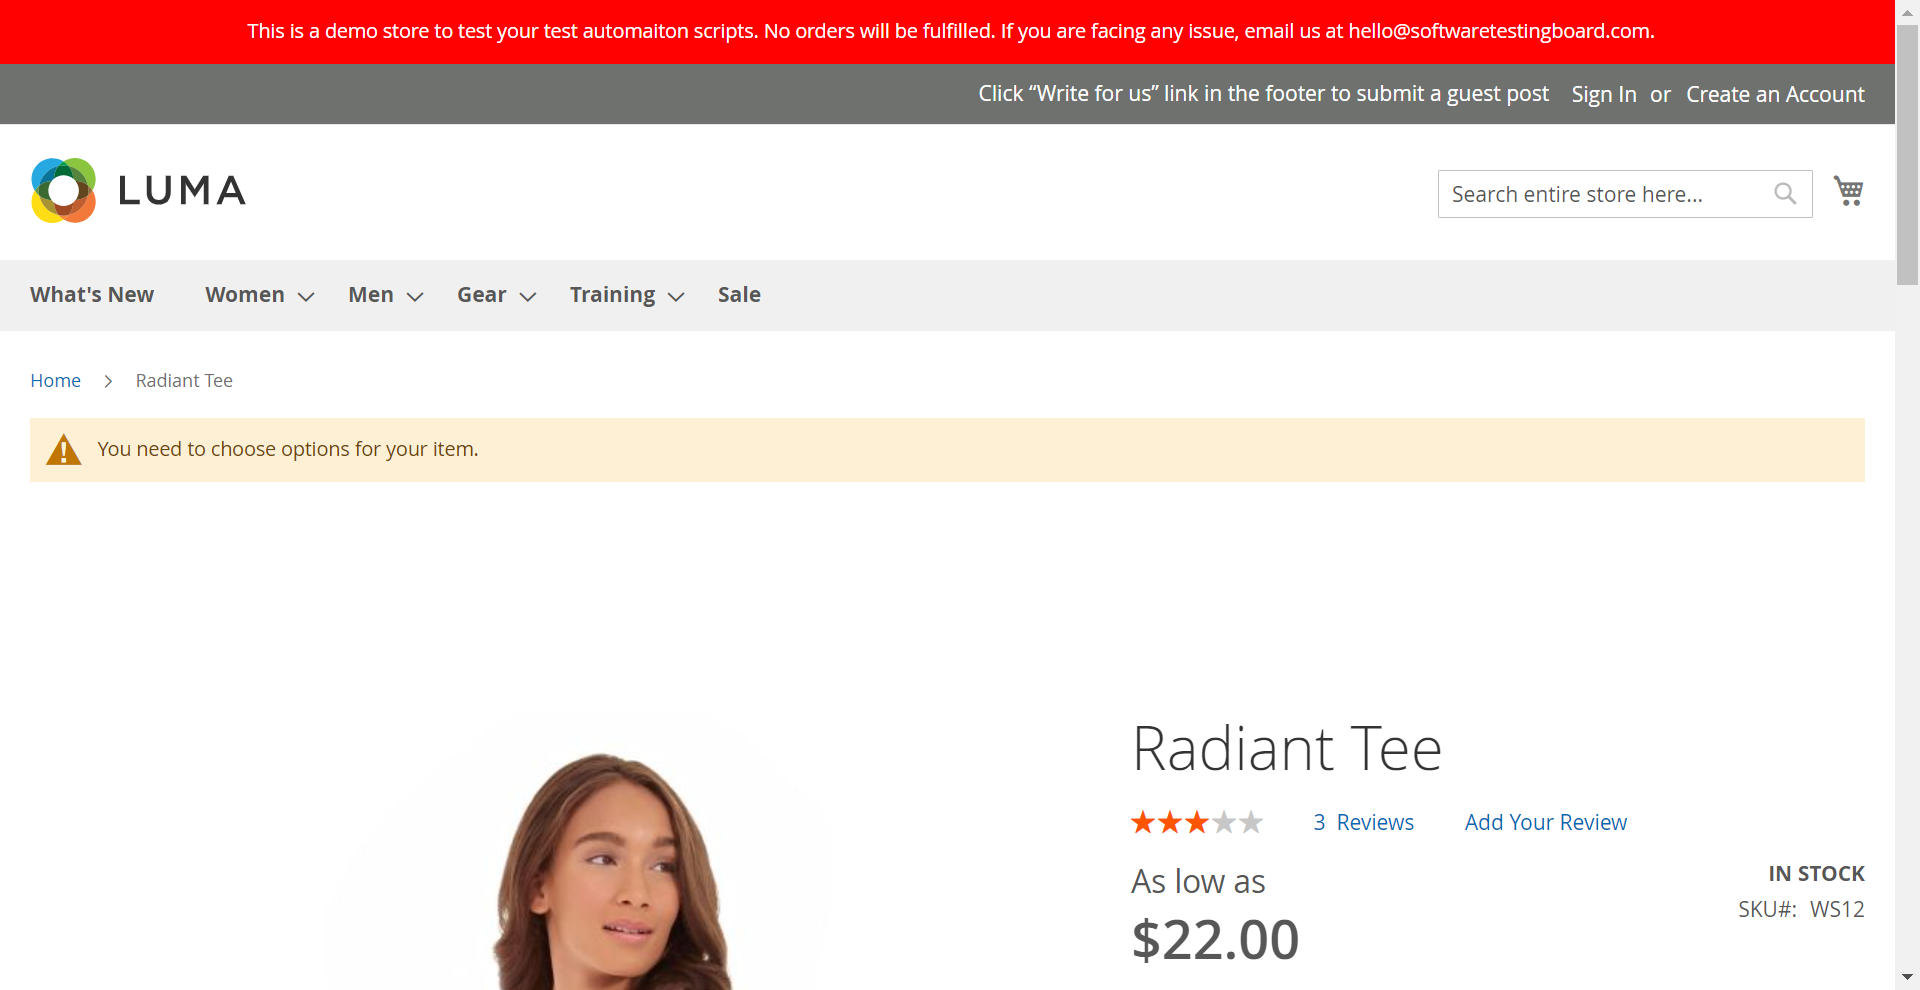 This is a demo store to test your test automaiton scripts. No orders will be fulfilled. If you are facing any issue, email us at hello@softwaretestingboard.com.
Click “Write for us” link in the footer to submit a guest post Sign In or Create an Account
LUMA
Search entire store here...
What's New Women Men Gear Training Sale
Home Radiant Tee
You need to choose options for your item.
Radiant Tee
3 Reviews Add Your Review
As low as
$22.00
IN STOCK
SKU#: WS12